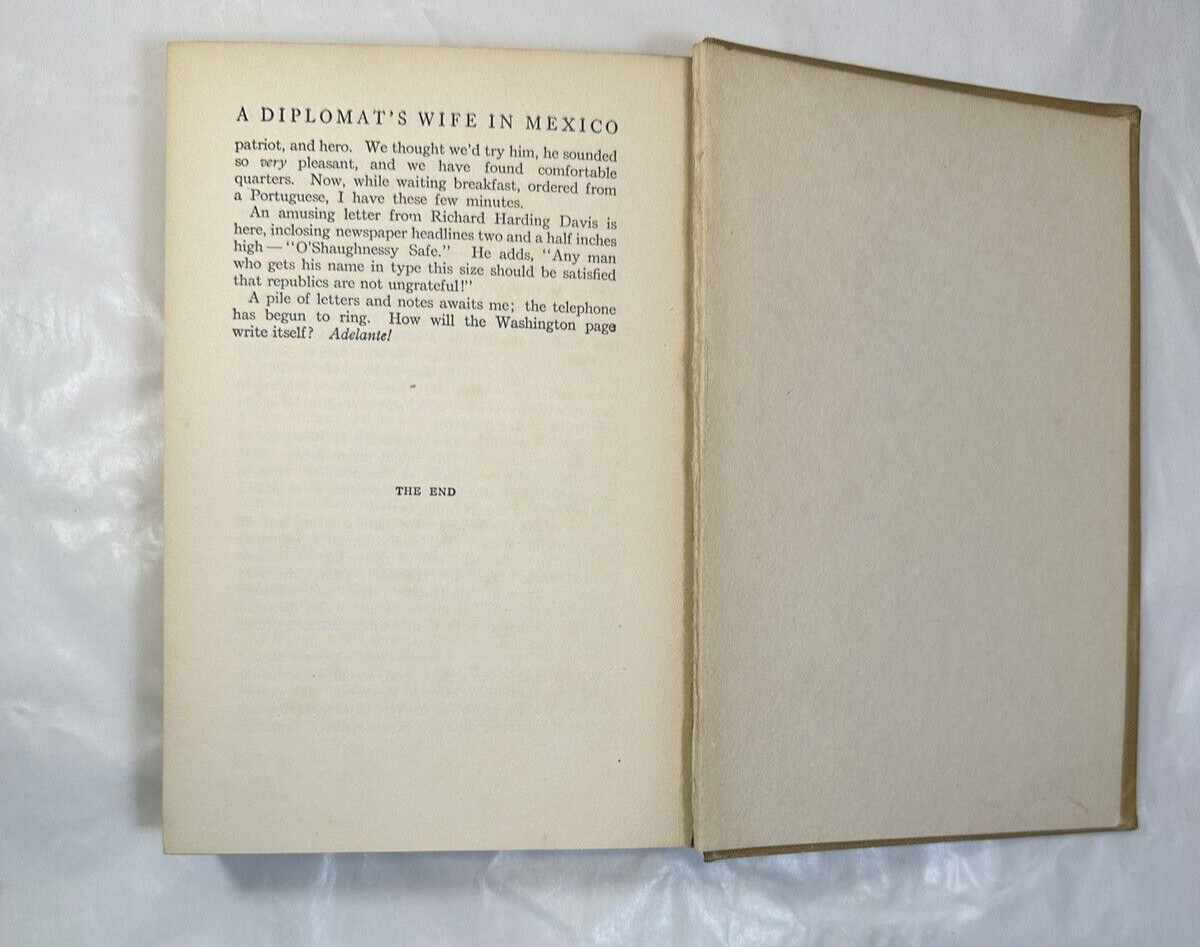 A DIPLOMAT'S WIFE IN MEXICO
patriot, and hero. We thought we'd try him, he sounded
so very pleasant, and we have found comfortable
quarters. Now, while waiting breakfast, ordered from
a Portuguese, I have these few minutes.
An amusing letter from Richard Harding Davis is
here, inclosing newspaper headlines two and a half inches
high—"O'Shaughnessy Safe." He adds, "Any man
who gets his name in type this size should be satisfied
that republics are not ungrateful!"
A pile of letters and notes awaits me; the telephone
has begun to ring. How will the Washington page
write itself? Adelante!
THE END